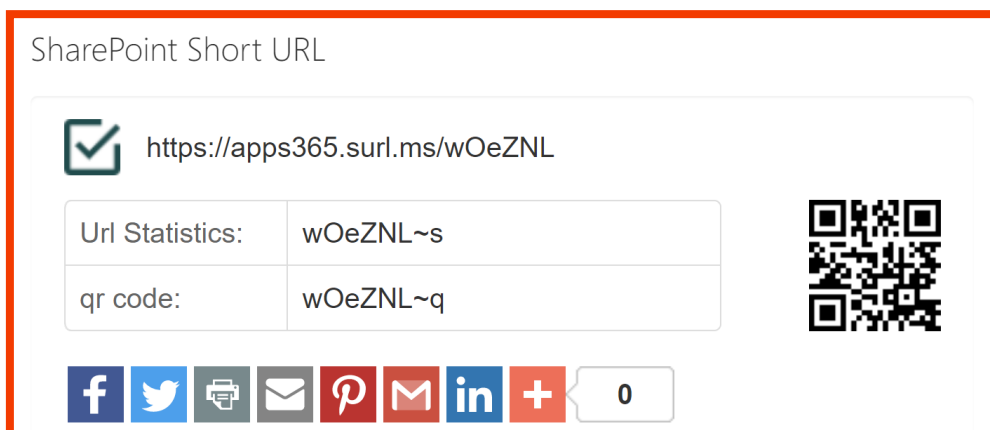 SharePoint Short URL
https://apps365.surl.ms/wOeZNL
Url Statistics: wOeZNL~s
qr code: wOeZNL~q
0